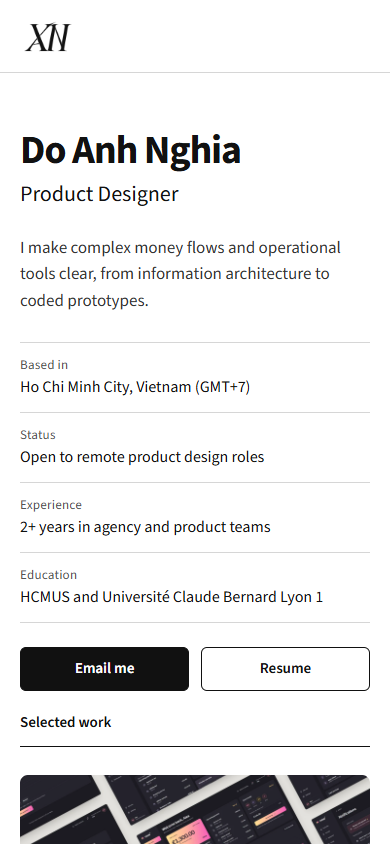 XN
Do Anh Nghia
Product Designer
I make complex money flows and operational
tools clear, from information architecture to
coded prototypes.
Based in
Ho Chi Minh City, Vietnam (GMT+7)
Status
Open to remote product design roles
Experience
2+ years in agency and product teams
Education
HCMUS and Université Claude Bernard Lyon 1
Email me
Resume
Selected work